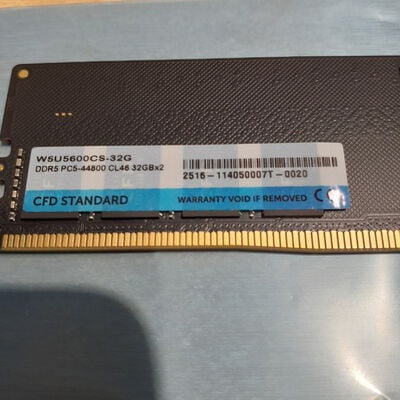 W5U5600CS-32G
DDR5 PC5-44800 CL46 32GBx2
2516-114050007T-0020
CFD STANDARD
WARRANTY VOID IF REMOVED